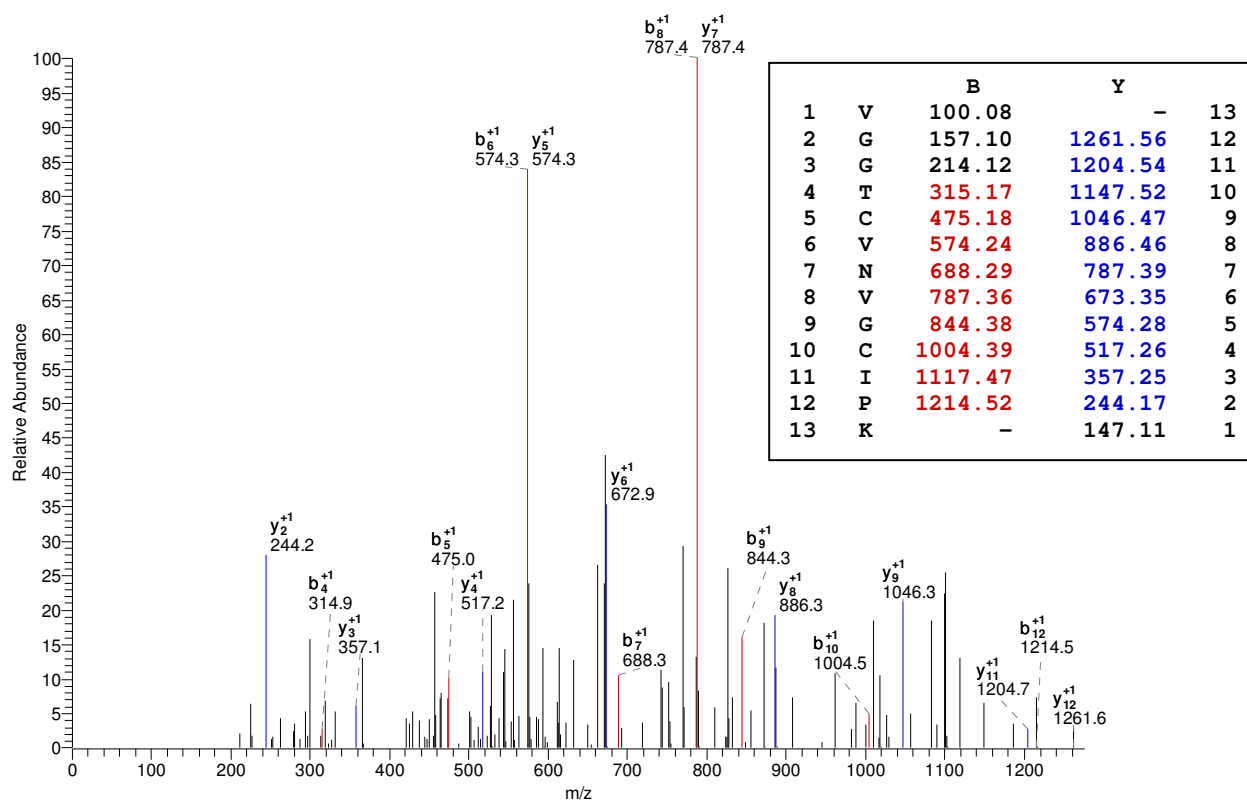 b8+1 y7+1
787.4 787.4
b6+1 y5+1
574.3 574.3
y6+1
672.9
y2+1
244.2
b5+1
475.0
b9+1
844.3
b4+1
314.9
y4+1
517.2
y8+1
886.3
y9+1
1046.3
y3+1
357.1
b7+1
688.3
b10+1
1004.5
b12+1
1214.5
y11+1
1204.7
y12+1
1261.6
B Y
1 V 100.08 – 13
2 G 157.10 1261.56 12
3 G 214.12 1204.54 11
4 T 315.17 1147.52 10
5 C 475.18 1046.47 9
6 V 574.24 886.46 8
7 N 688.29 787.39 7
8 V 787.36 673.35 6
9 G 844.38 574.28 5
10 C 1004.39 517.26 4
11 I 1117.47 357.25 3
12 P 1214.52 244.17 2
13 K – 147.11 1
Relative Abundance
100
95
90
85
80
75
70
65
60
55
50
45
40
35
30
25
20
15
10
5
0
0 100 200 300 400 500 600 700 800 900 1000 1100 1200
m/z